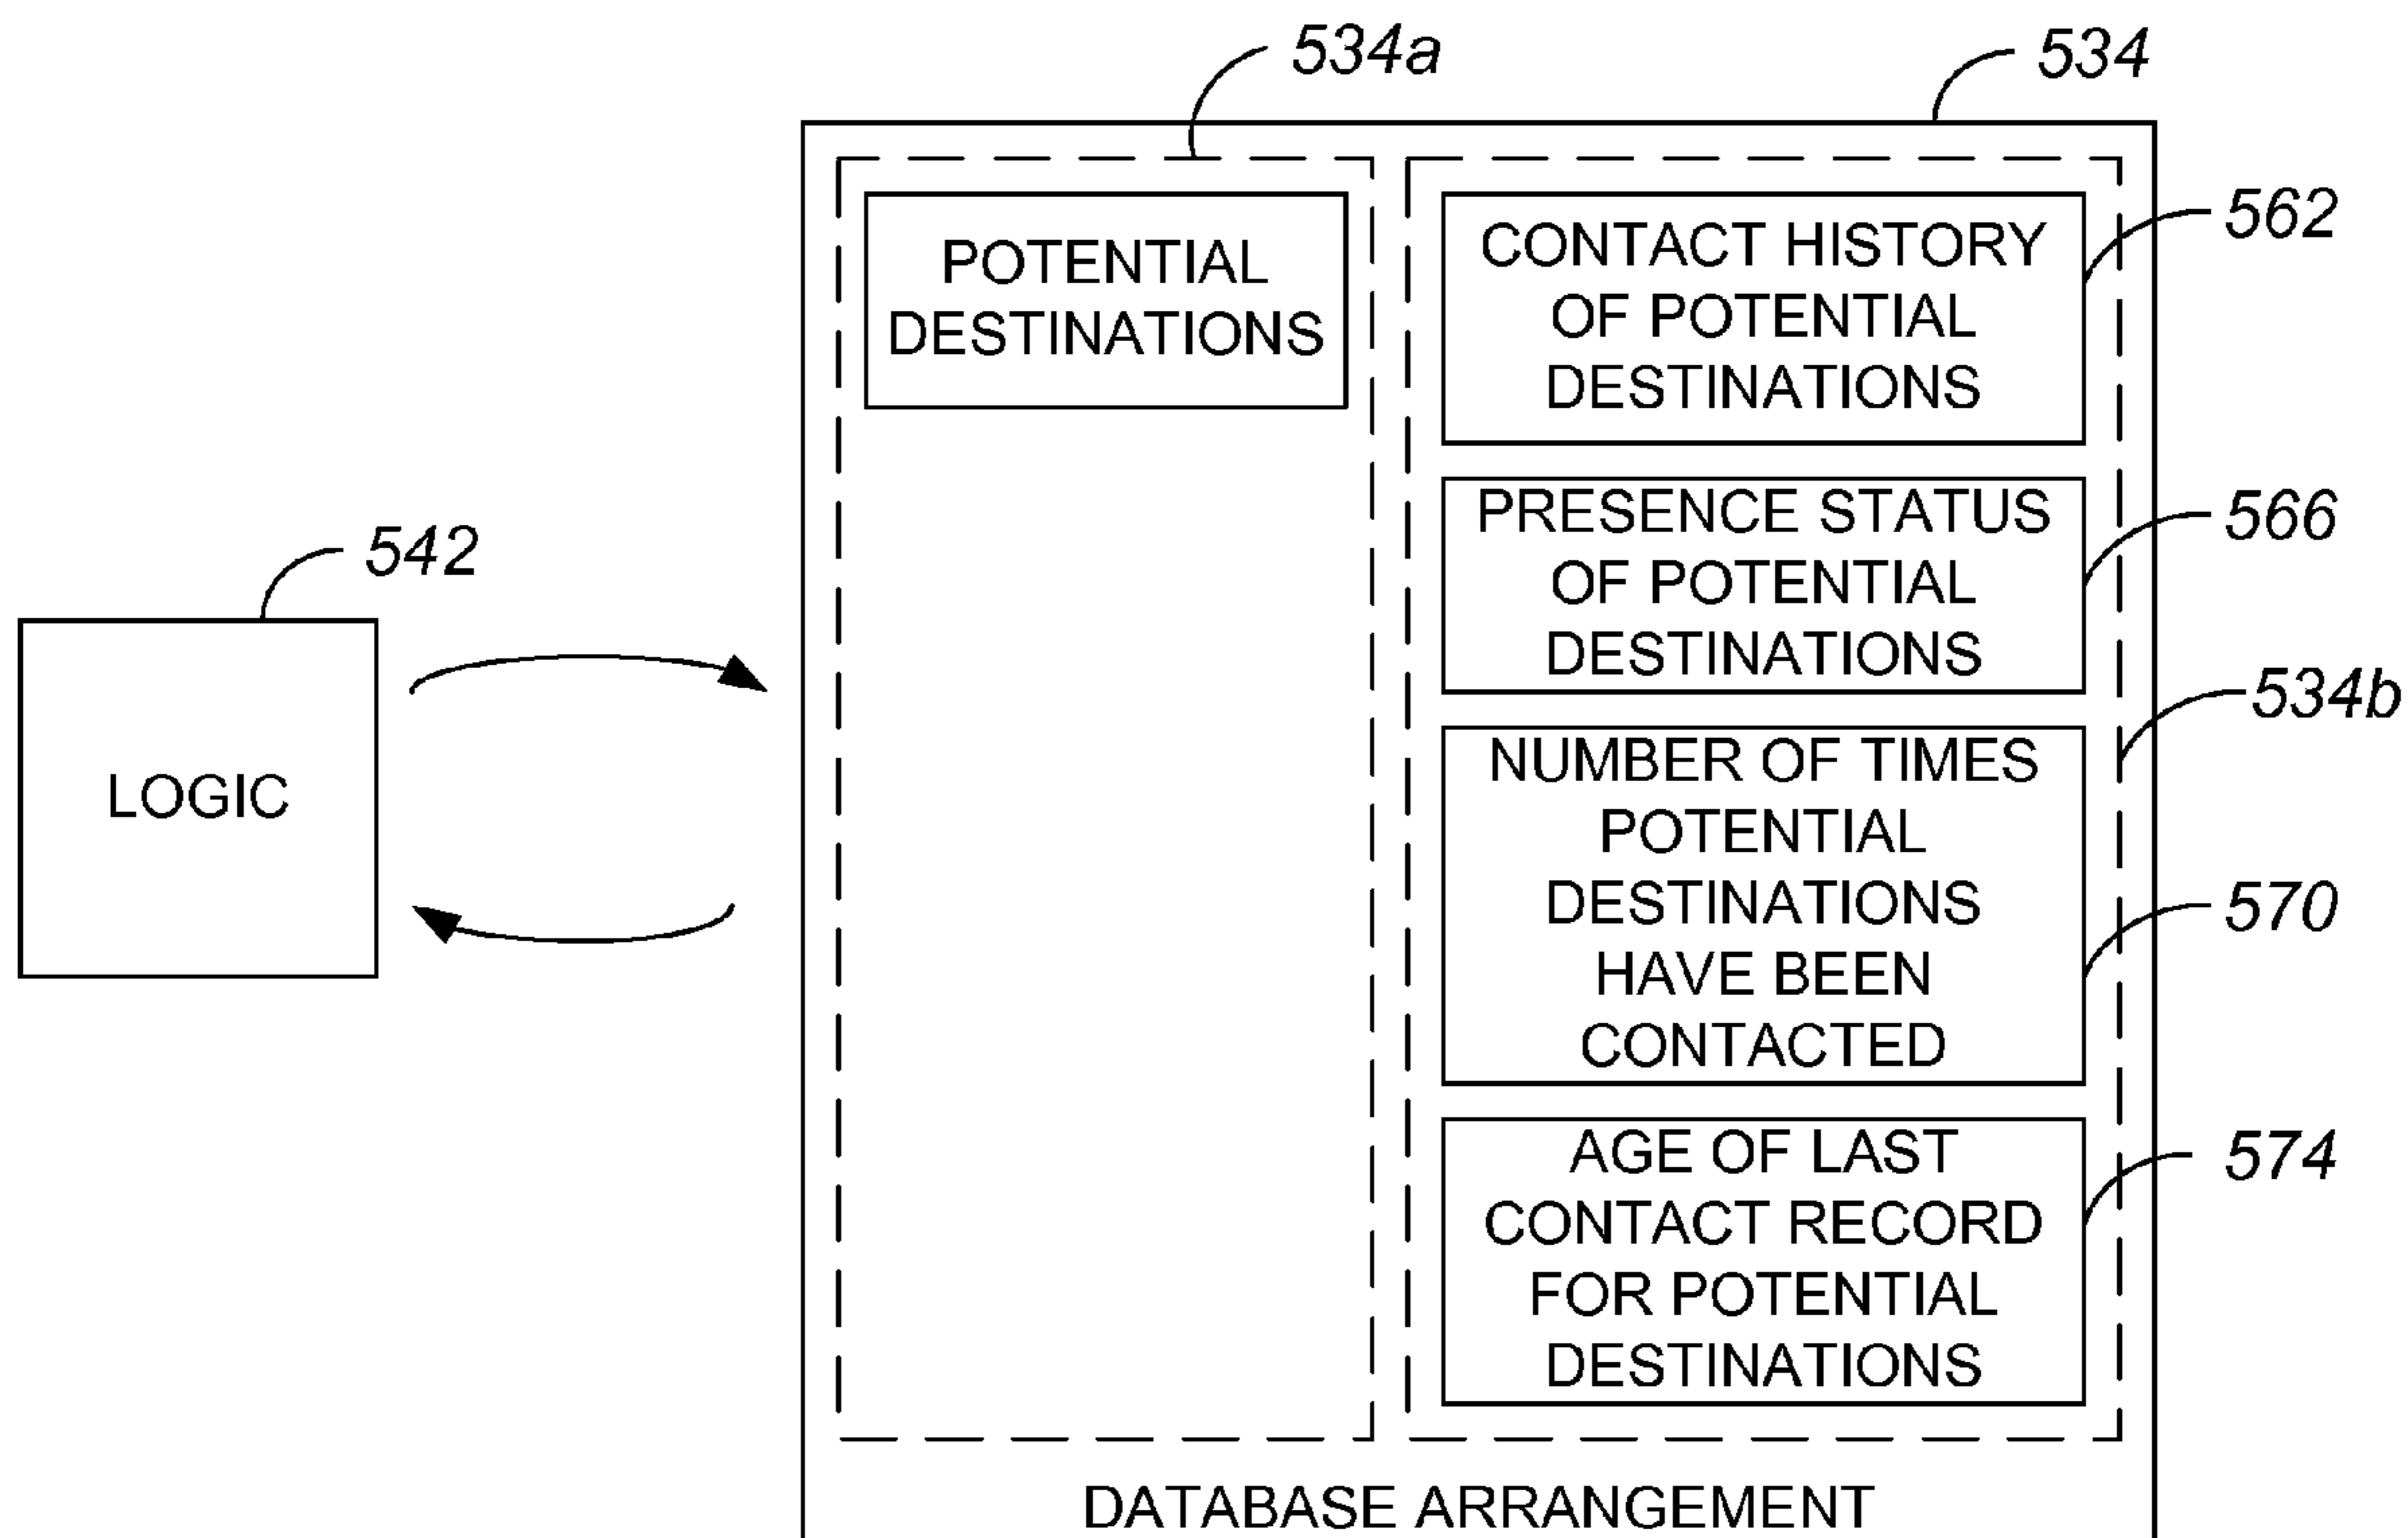 534a
534
POTENTIAL
DESTINATIONS
CONTACT HISTORY
OF POTENTIAL
DESTINATIONS
562
PRESENCE STATUS
OF POTENTIAL
DESTINATIONS
566
542
LOGIC
534b
NUMBER OF TIMES
POTENTIAL
DESTINATIONS
HAVE BEEN
CONTACTED
570
AGE OF LAST
CONTACT RECORD
FOR POTENTIAL
DESTINATIONS
574
DATABASE ARRANGEMENT